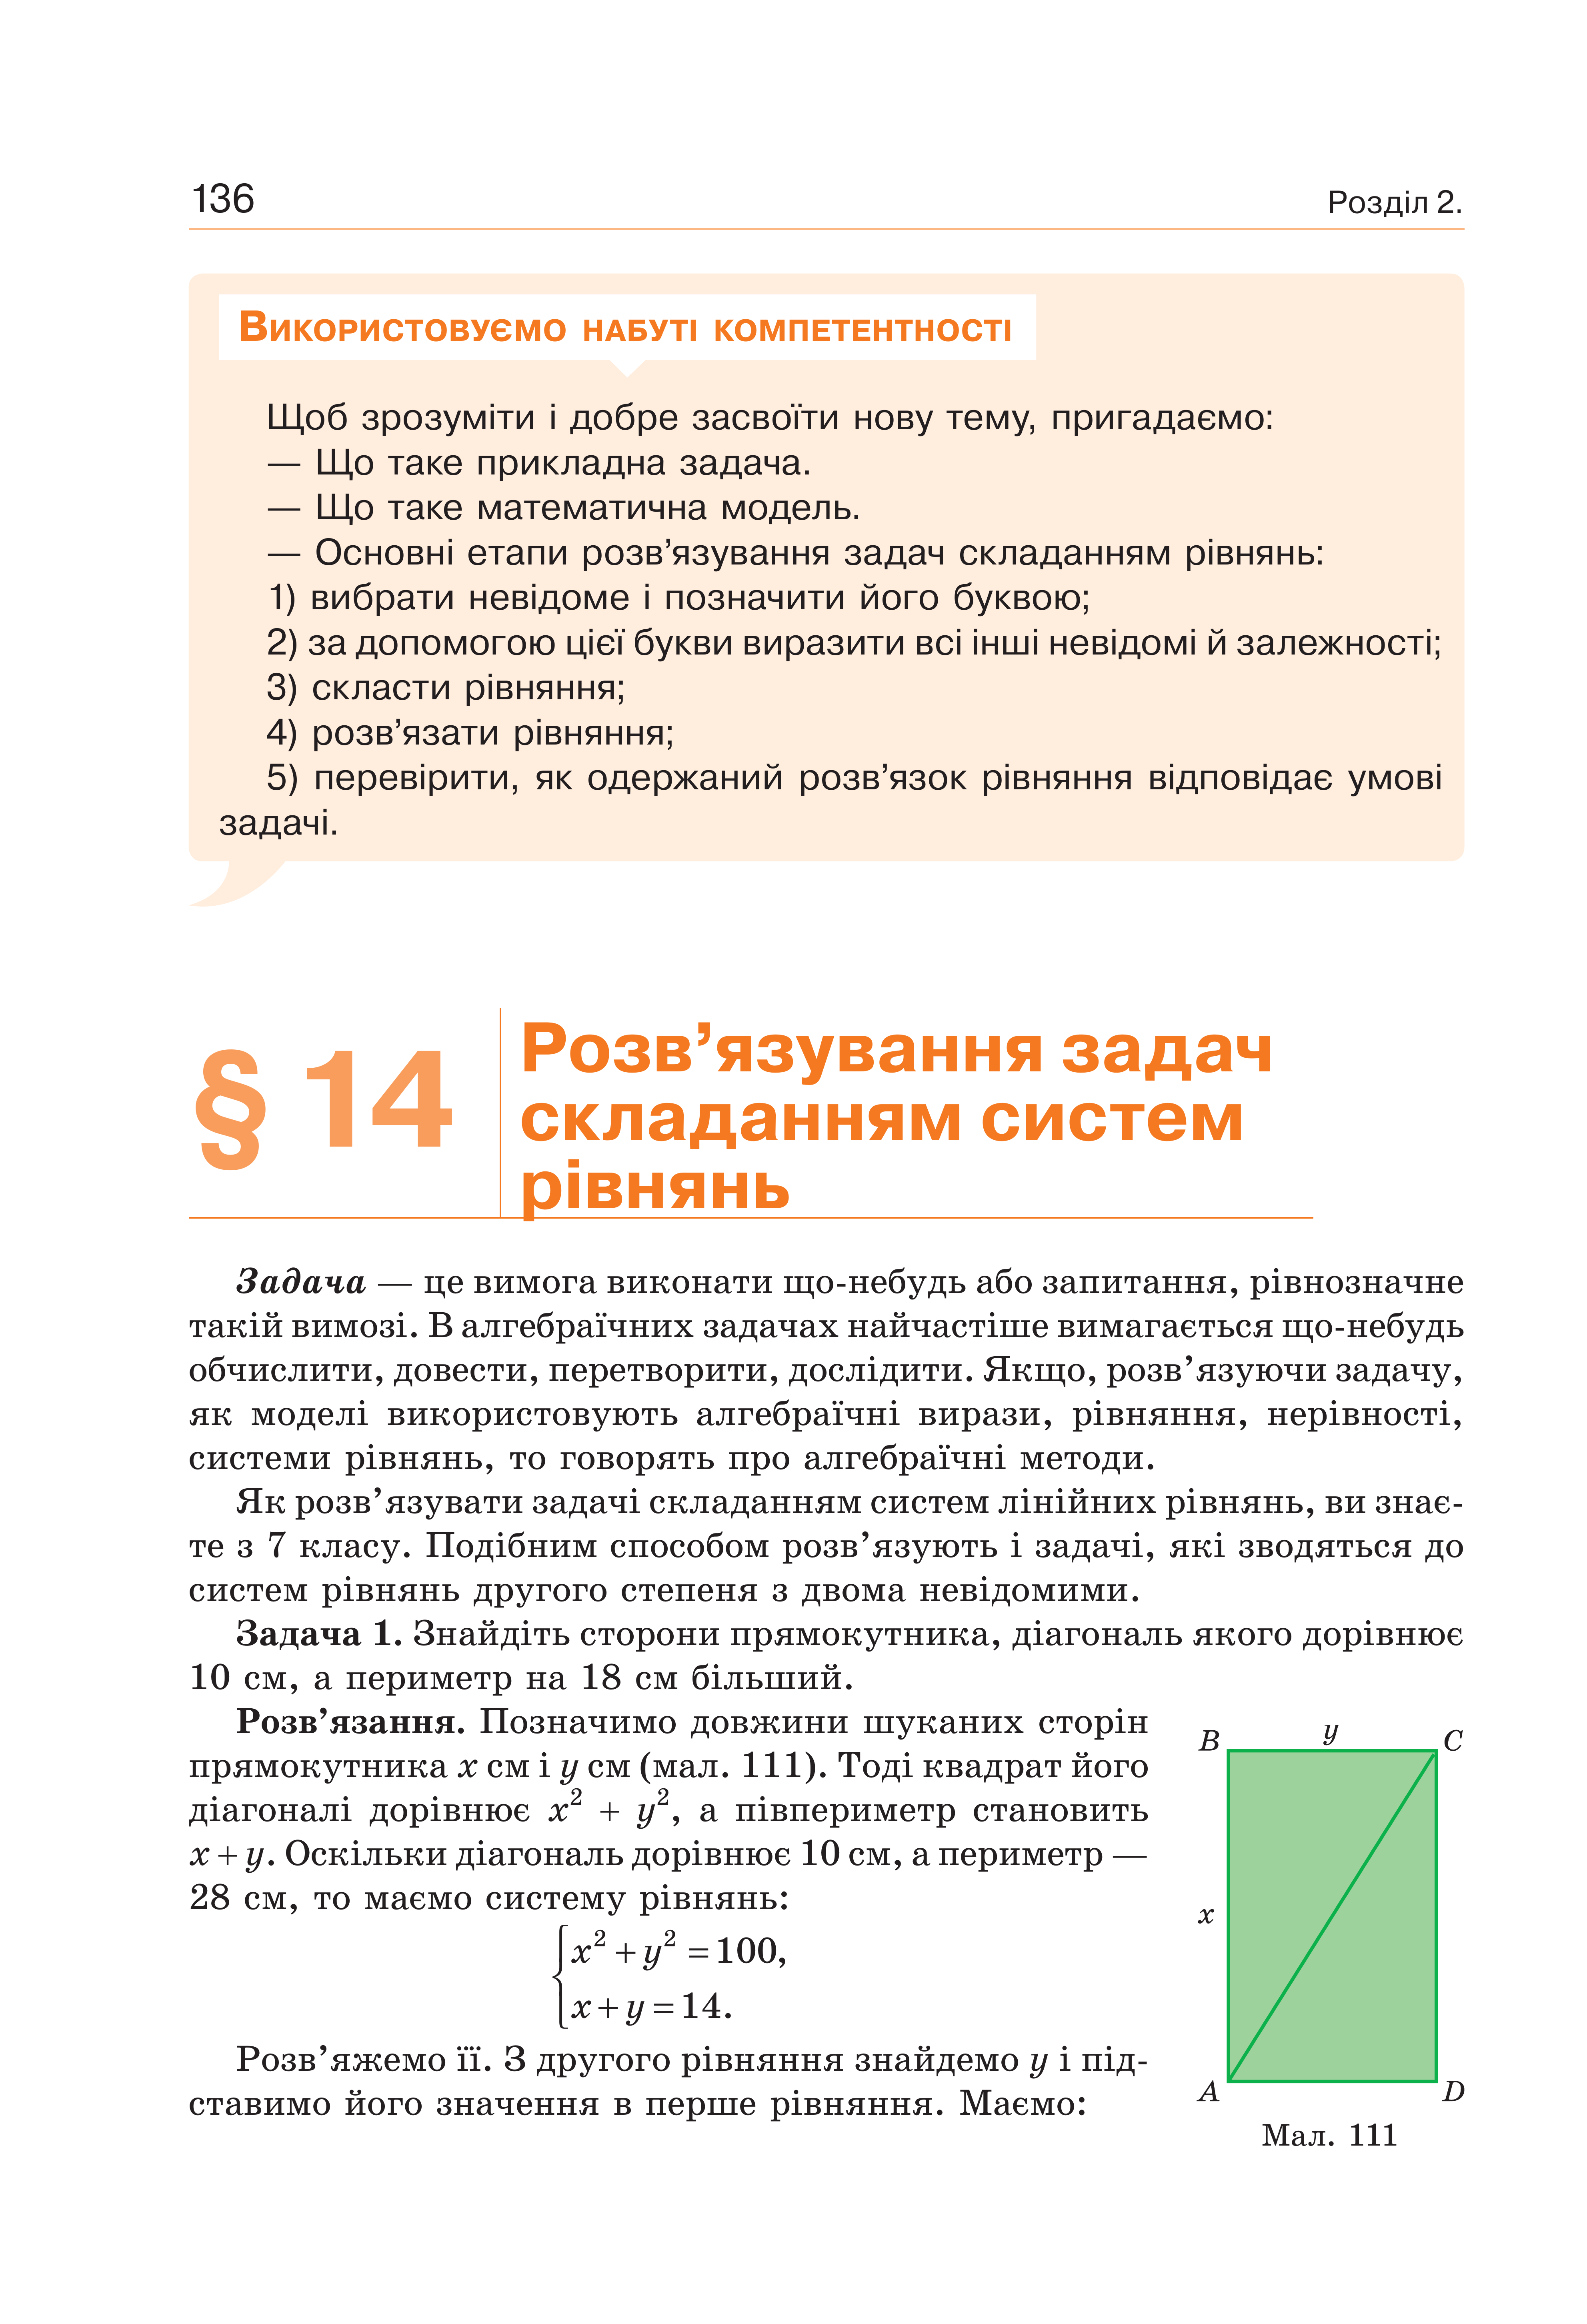 136
Розділ 2.
Використовуємо набуті компетентності
Щоб зрозуміти і добре засвоїти нову тему, пригадаємо:
— Що таке прикладна задача.
— Що таке математична модель.
— Основні етапи розв’язування задач складанням рівнянь:
1) вибрати невідоме і позначити його буквою;
2) за допомогою цієї букви виразити всі інші невідомі й залежності;
3) скласти рівняння;
4) розв’язати рівняння;
5) перевірити, як одержаний розв’язок рівняння відповідає умові
задачі.
§ 14
Розв’язування задач
складанням систем
рівнянь
Задача — це вимога виконати що-небудь або запитання, рівнозначне
такій вимозі. В алгебраїчних задачах найчастіше вимагається що-небудь
обчислити, довести, перетворити, дослідити. Якщо, розв’язуючи задачу,
як моделі використовують алгебраїчні вирази, рівняння, нерівності,
системи рівнянь, то говорять про алгебраїчні методи.
Як розв’язувати задачі складанням систем лінійних рівнянь, ви знає-
те з 7 класу. Подібним способом розв’язують і задачі, які зводяться до
систем рівнянь другого степеня з двома невідомими.
Задача 1. Знайдіть сторони прямокутника, діагональ якого дорівнює
10 см, а периметр на 18 см більший.
Розв’язання. Позначимо довжини шуканих сторін
прямокутника x см і y см (мал. 111). Тоді квадрат його
діагоналі дорівнює x² + y², а півпериметр становить
x + y. Оскільки діагональ дорівнює 10 см, а периметр —
28 см, то маємо систему рівнянь:
x² + y² = 100,
x + y = 14.
Розв’яжемо її. З другого рівняння знайдемо y і під-
ставимо його значення в перше рівняння. Маємо:
B
y
C
x
A
D
Мал. 111